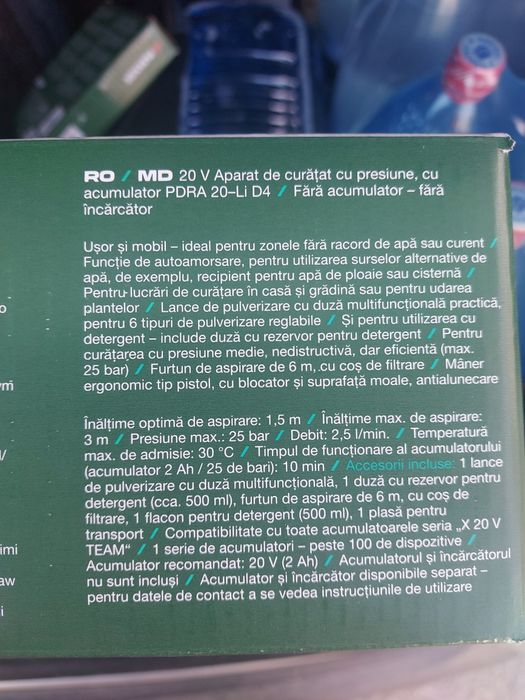 RO / MD 20 V Aparat de curățat cu presiune, cu
acumulator PDRA 20–Li D4 / Fără acumulator – fără
încărcător
Ușor și mobil – ideal pentru zonele fără racord de apă sau curent /
Funcție de autoamorsare, pentru utilizarea surselor alternative de
apă, de exemplu, recipient pentru apă de ploaie sau cisternă /
Pentru lucrări de curățare în casă și grădină sau pentru udarea
plantelor / Lance de pulverizare cu duză multifuncțională practică,
pentru 6 tipuri de pulverizare reglabile / Și pentru utilizarea cu
detergent – include duză cu rezervor pentru detergent / Pentru
curățarea cu presiune medie, nedistructivă, dar eficientă (max.
25 bar) / Furtun de aspirare de 6 m, cu coș de filtrare / Mâner
ergonomic tip pistol, cu blocator și suprafață moale, antialunecare
Înălțime optimă de aspirare: 1,5 m / Înălțime max. de aspirare:
3 m / Presiune max.: 25 bar / Debit: 2,5 l/min. / Temperatură
max. de admisie: 30 °C / Timpul de funcționare al acumulatorului
(acumulator 2 Ah / 25 de bari): 10 min / Accesorii incluse: 1 lance
de pulverizare cu duză multifuncțională, 1 duză cu rezervor pentru
detergent (cca. 500 ml), furtun de aspirare de 6 m, cu coș de
filtrare, 1 flacon pentru detergent (500 ml), 1 plasă pentru
transport / Compatibilitate cu toate acumulatoarele seria „X 20 V
TEAM" / 1 serie de acumulatori – peste 100 de dispozitive /
Acumulator recomandat: 20 V (2 Ah) / Acumulatorul și încărcătorul
nu sunt incluși / Acumulator și încărcător disponibile separat –
pentru datele de contact a se vedea instrucțiunile de utilizare